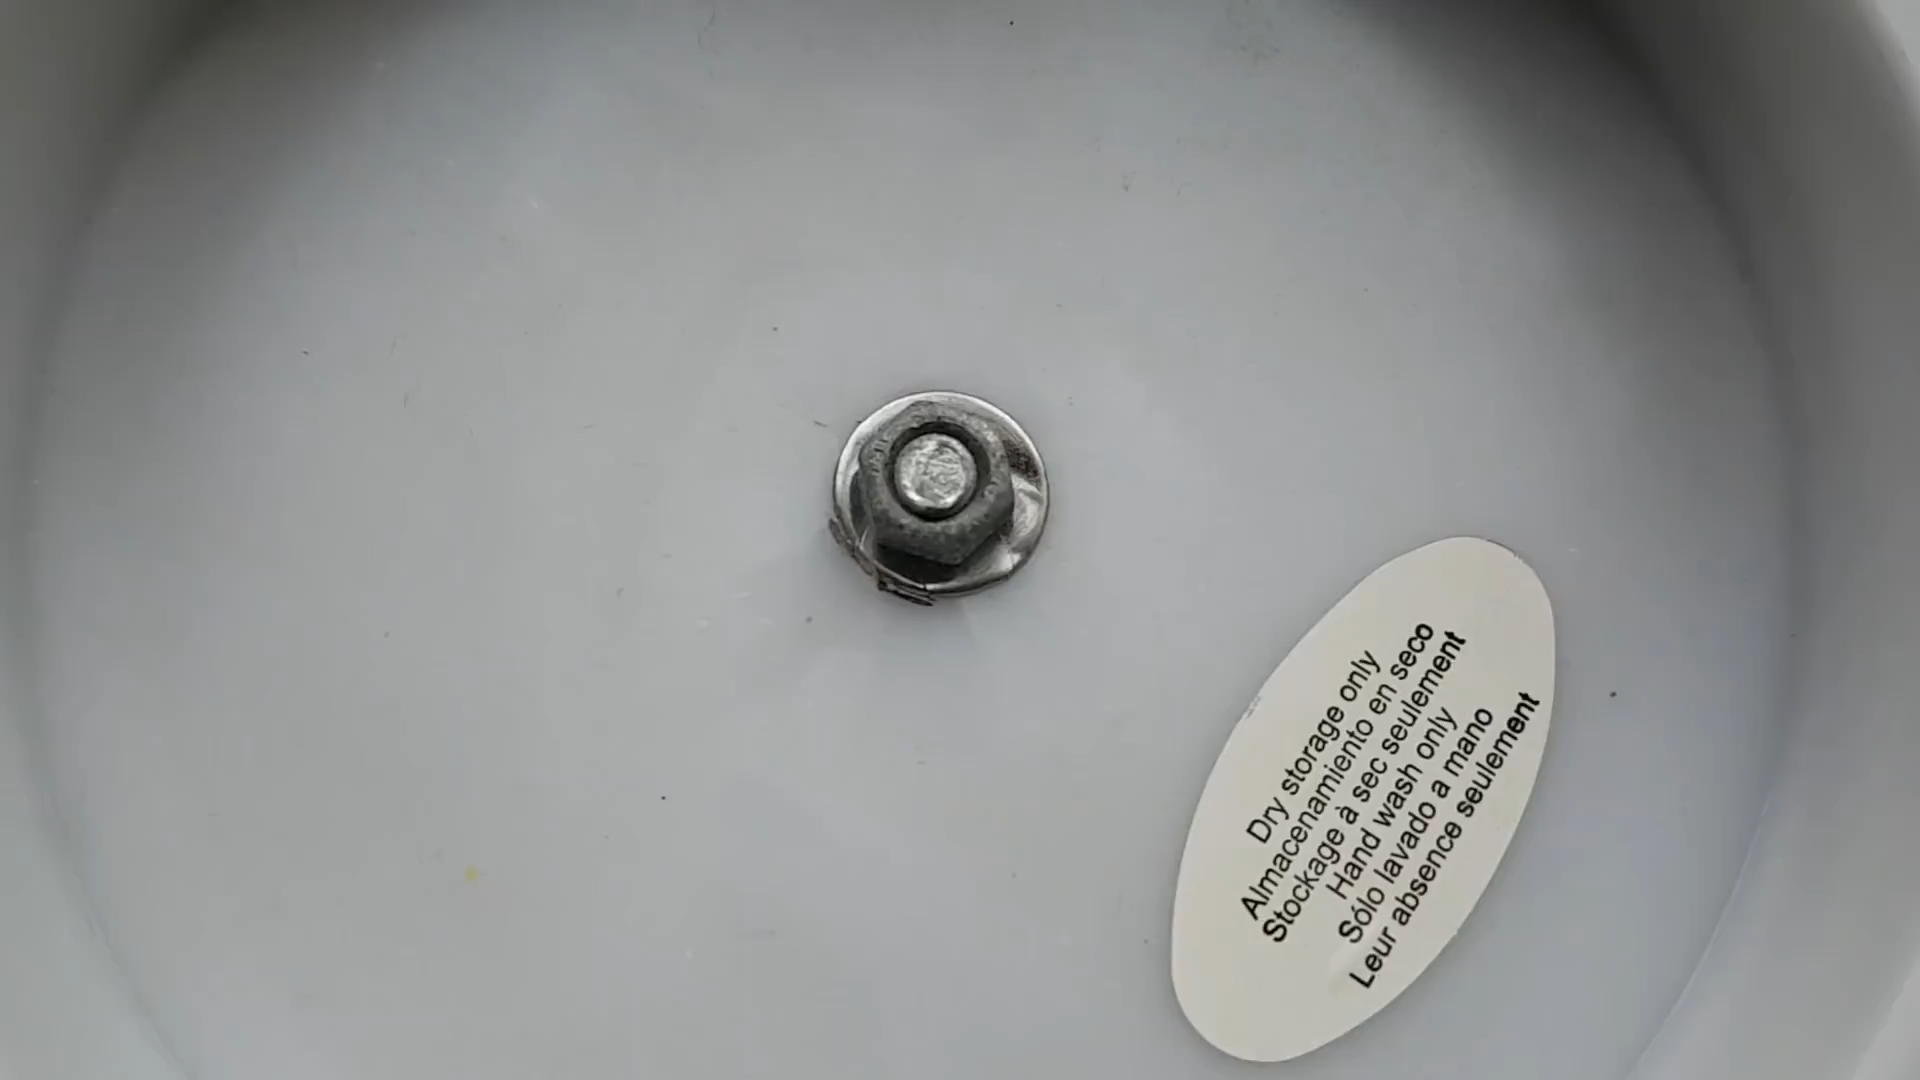 Dry storage only
Almacenamiento en seco
Stockage à sec seulement
Hand wash only
Sólo lavado a mano
Leur absence seulement